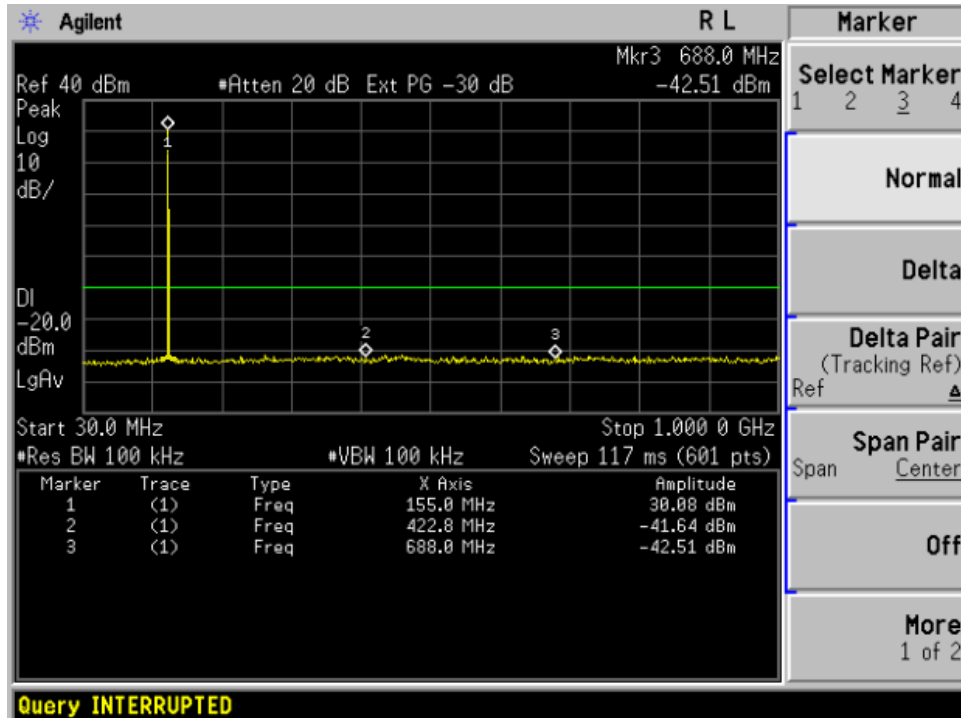 Agilent R L Marker
Mkr3 688.0 MHz
Ref 40 dBm #Atten 20 dB Ext PG -30 dB -42.51 dBm
Peak
Log
10
dB/
1
DI
-20.0
dBm
LgAv
2 3
Start 30.0 MHz Stop 1.000 0 GHz
#Res BW 100 kHz #VBW 100 kHz Sweep 117 ms (601 pts)
Marker Trace Type X Axis Amplitude
1 (1) Freq 155.0 MHz 30.08 dBm
2 (1) Freq 422.8 MHz -41.64 dBm
3 (1) Freq 688.0 MHz -42.51 dBm
Select Marker
1 2 3 4
Normal
Delta
Delta Pair
(Tracking Ref)
Ref Δ
Span Pair
Span Center
Off
More
1 of 2
Query INTERRUPTED